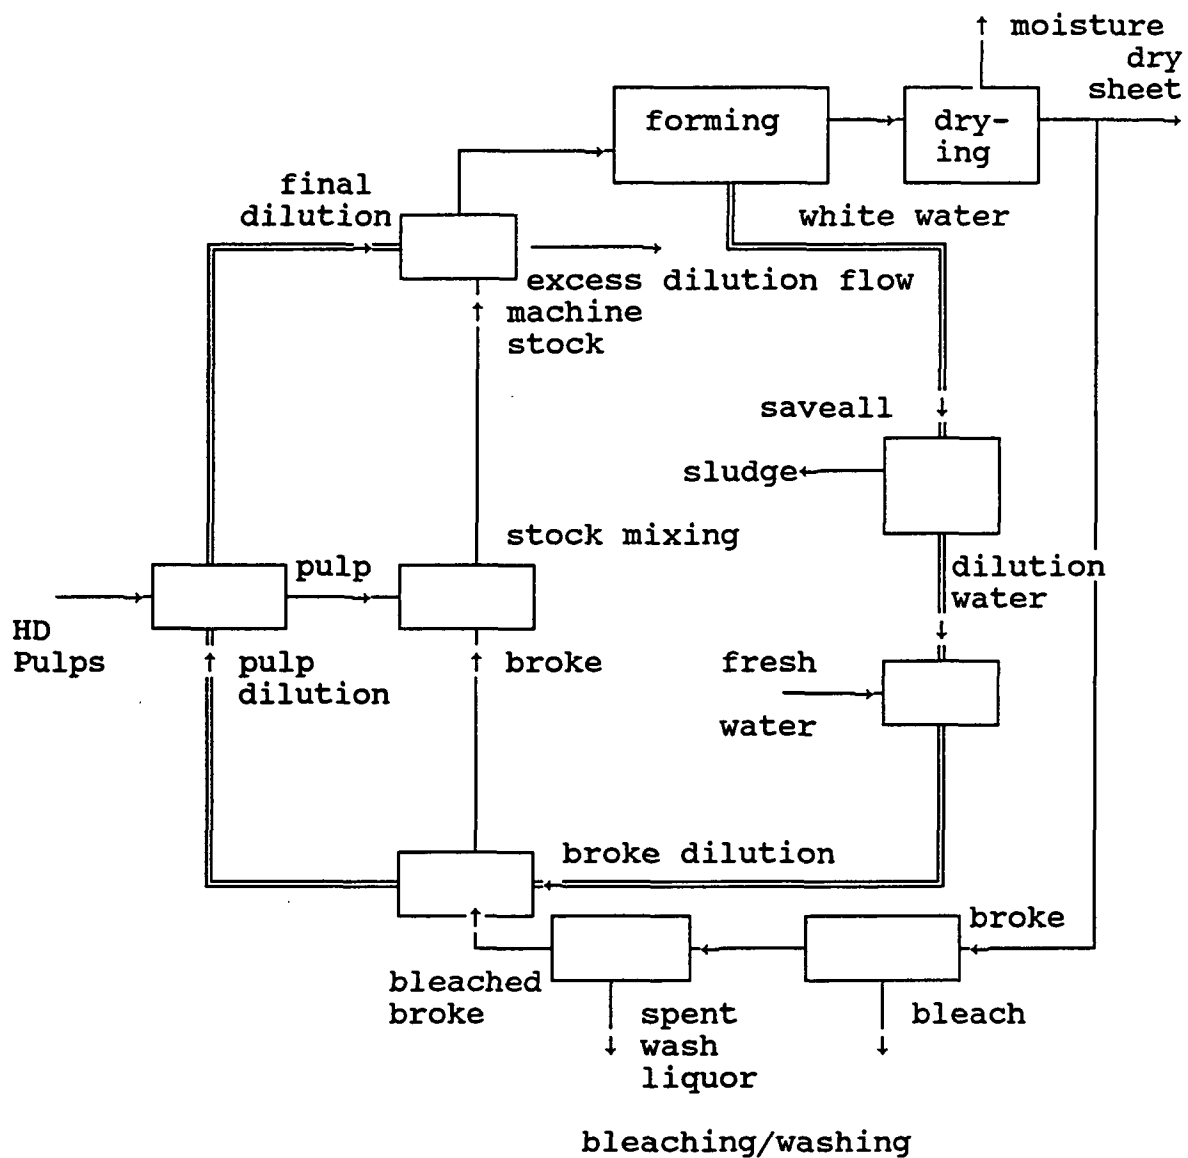 moisture
dry
sheet
forming
dry-
ing
final
dilution
white water
excess dilution flow
machine
stock
saveall
sludge
stock mixing
pulp
dilution
water
HD
Pulps
pulp
dilution
broke
fresh
water
broke dilution
broke
bleached
broke
spent
wash
liquor
bleach
bleaching/washing